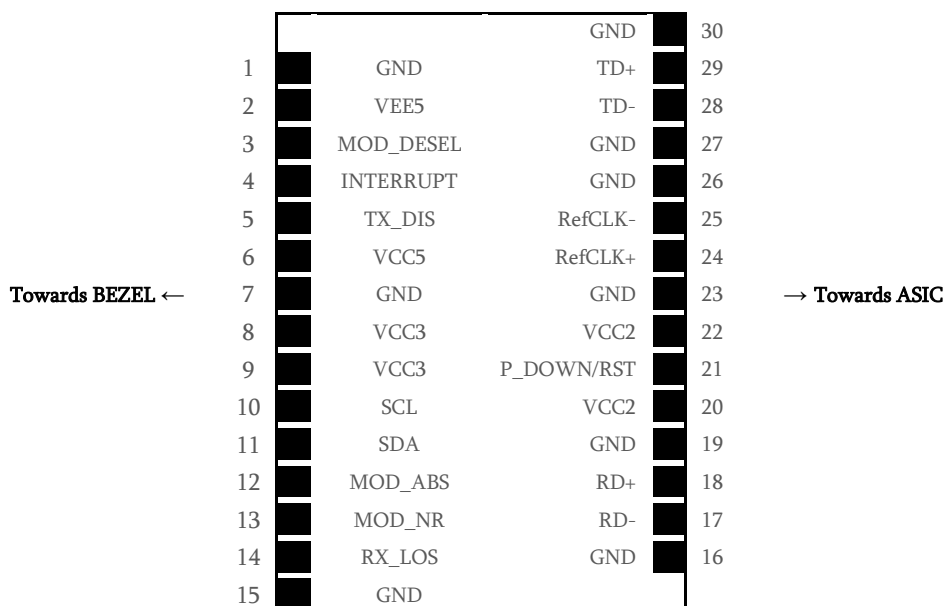 GND 30
1 GND TD+ 29
2 VEE5 TD- 28
3 MOD_DESEL GND 27
4 INTERRUPT GND 26
5 TX_DIS RefCLK- 25
6 VCC5 RefCLK+ 24
Towards BEZEL ← 7 GND GND 23 → Towards ASIC
8 VCC3 VCC2 22
9 VCC3 P_DOWN/RST 21
10 SCL VCC2 20
11 SDA GND 19
12 MOD_ABS RD+ 18
13 MOD_NR RD- 17
14 RX_LOS GND 16
15 GND